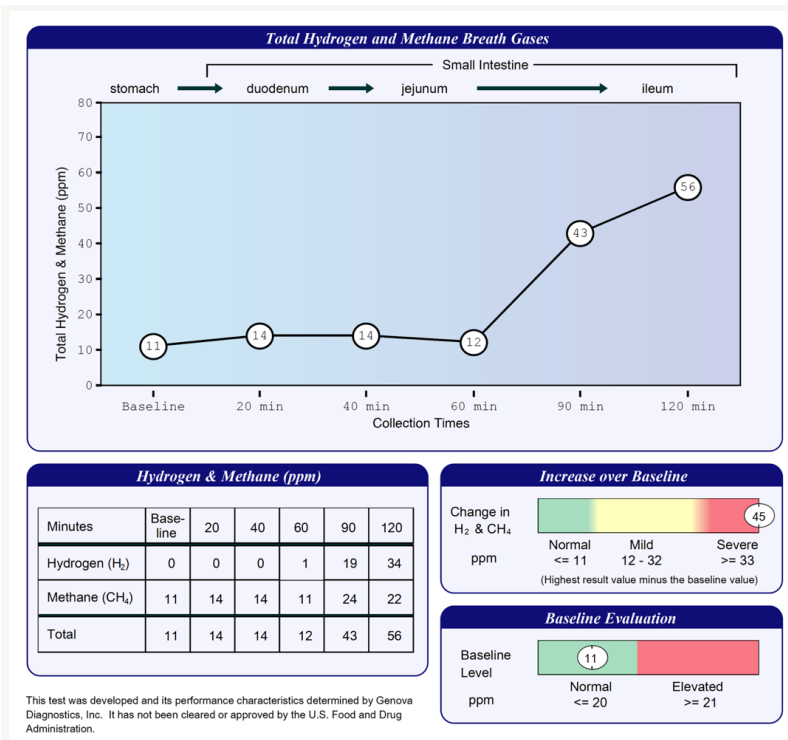 Total Hydrogen and Methane Breath Gases
Small Intestine
stomach duodenum jejunum ileum
Total Hydrogen & Methane (ppm)
80
70
60
50
40
30
20
10
0
11 14 14 12 43 56
Baseline 20 min 40 min 60 min 90 min 120 min
Collection Times
Hydrogen & Methane (ppm)
Minutes Base-line 20 40 60 90 120
Hydrogen (H₂) 0 0 0 1 19 34
Methane (CH₄) 11 14 14 11 24 22
Total 11 14 14 12 43 56
Increase over Baseline
Change in
H₂ & CH₄
45
ppm
Normal Mild Severe
<= 11 12 - 32 >= 33
(Highest result value minus the baseline value)
Baseline Evaluation
Baseline
Level
11
ppm
Normal Elevated
<= 20 >= 21
This test was developed and its performance characteristics determined by Genova
Diagnostics, Inc. It has not been cleared or approved by the U.S. Food and Drug
Administration.